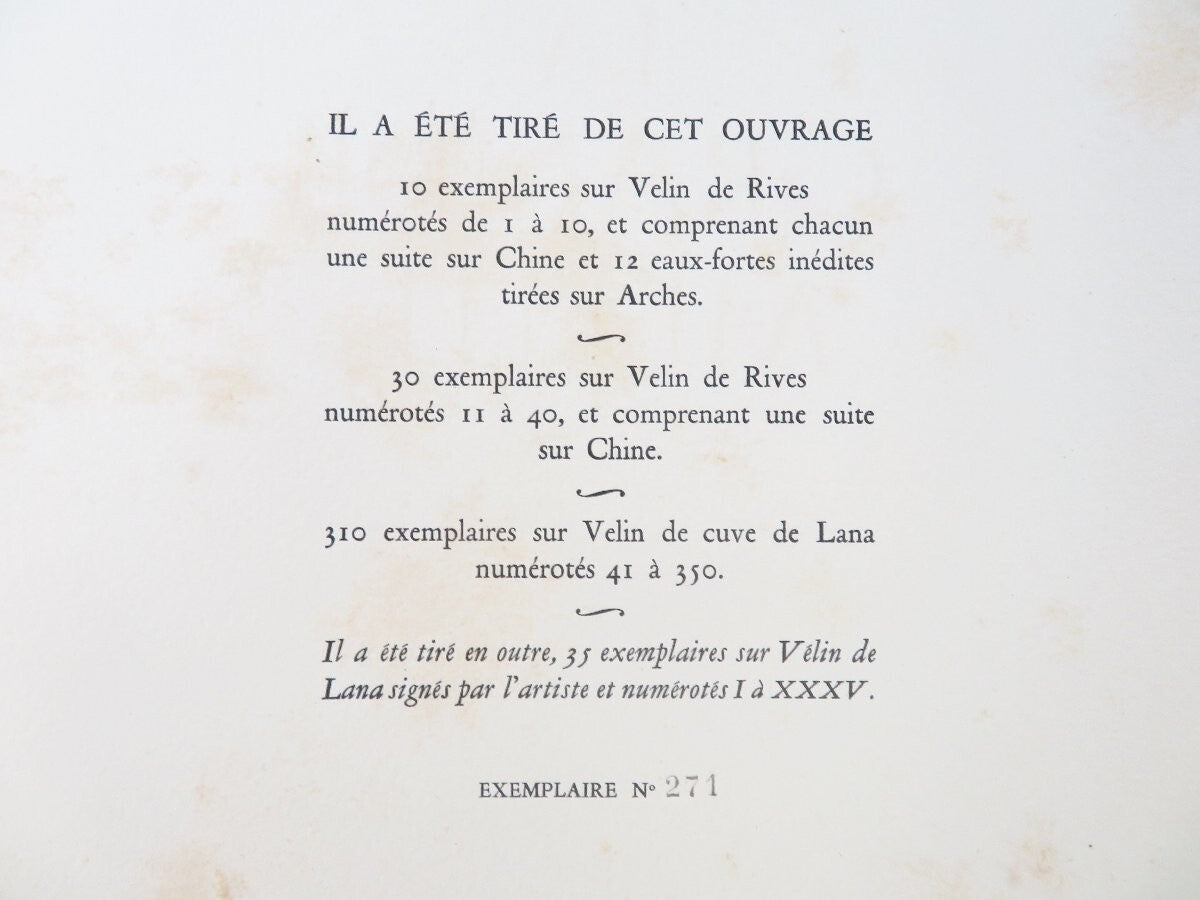 IL A ÉTÉ TIRÉ DE CET OUVRAGE
10 exemplaires sur Velin de Rives
numérotés de 1 à 10, et comprenant chacun
une suite sur Chine et 12 eaux-fortes inédites
tirées sur Arches.
30 exemplaires sur Velin de Rives
numérotés 11 à 40, et comprenant une suite
sur Chine.
310 exemplaires sur Velin de cuve de Lana
numérotés 41 à 350.
Il a été tiré en outre, 35 exemplaires sur Vélin de
Lana signés par l'artiste et numérotés I à XXXV.
EXEMPLAIRE Nº 271